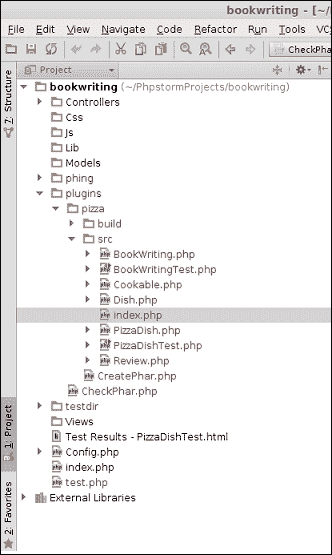 bookwriting - [~/
File Edit View Navigate Code Refactor Run Tools VCS
CheckPhar.
Project
7: Structure
bookwriting (~/PhpstormProjects/bookwriting)
Controllers
Css
Js
Lib
Models
phing
plugins
pizza
build
src
BookWriting.php
BookWritingTest.php
Cookable.php
Dish.php
index.php
PizzaDish.php
PizzaDishTest.php
Review.php
CreatePhar.php
CheckPhar.php
testdir
Views
Test Results - PizzaDishTest.html
Config.php
index.php
test.php
External Libraries
1: Project
2: Favorites